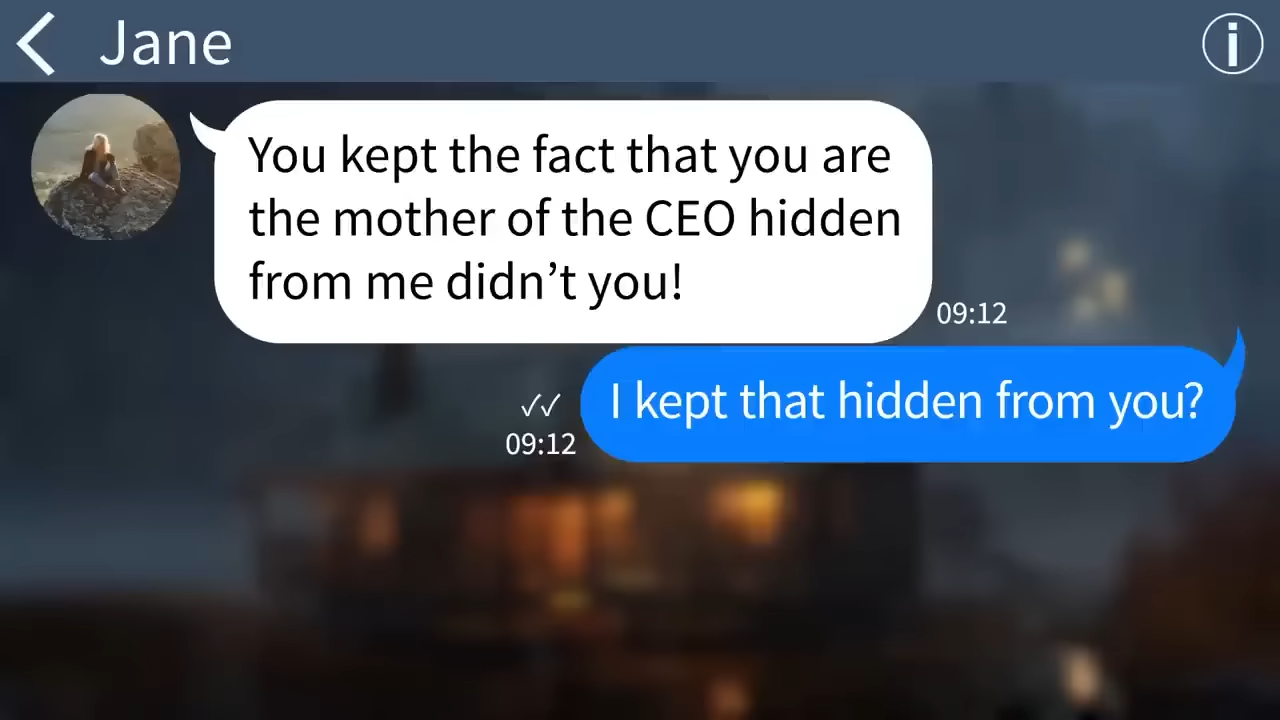 Jane
You kept the fact that you are
the mother of the CEO hidden
from me didn’t you!
09:12
I kept that hidden from you?
09:12